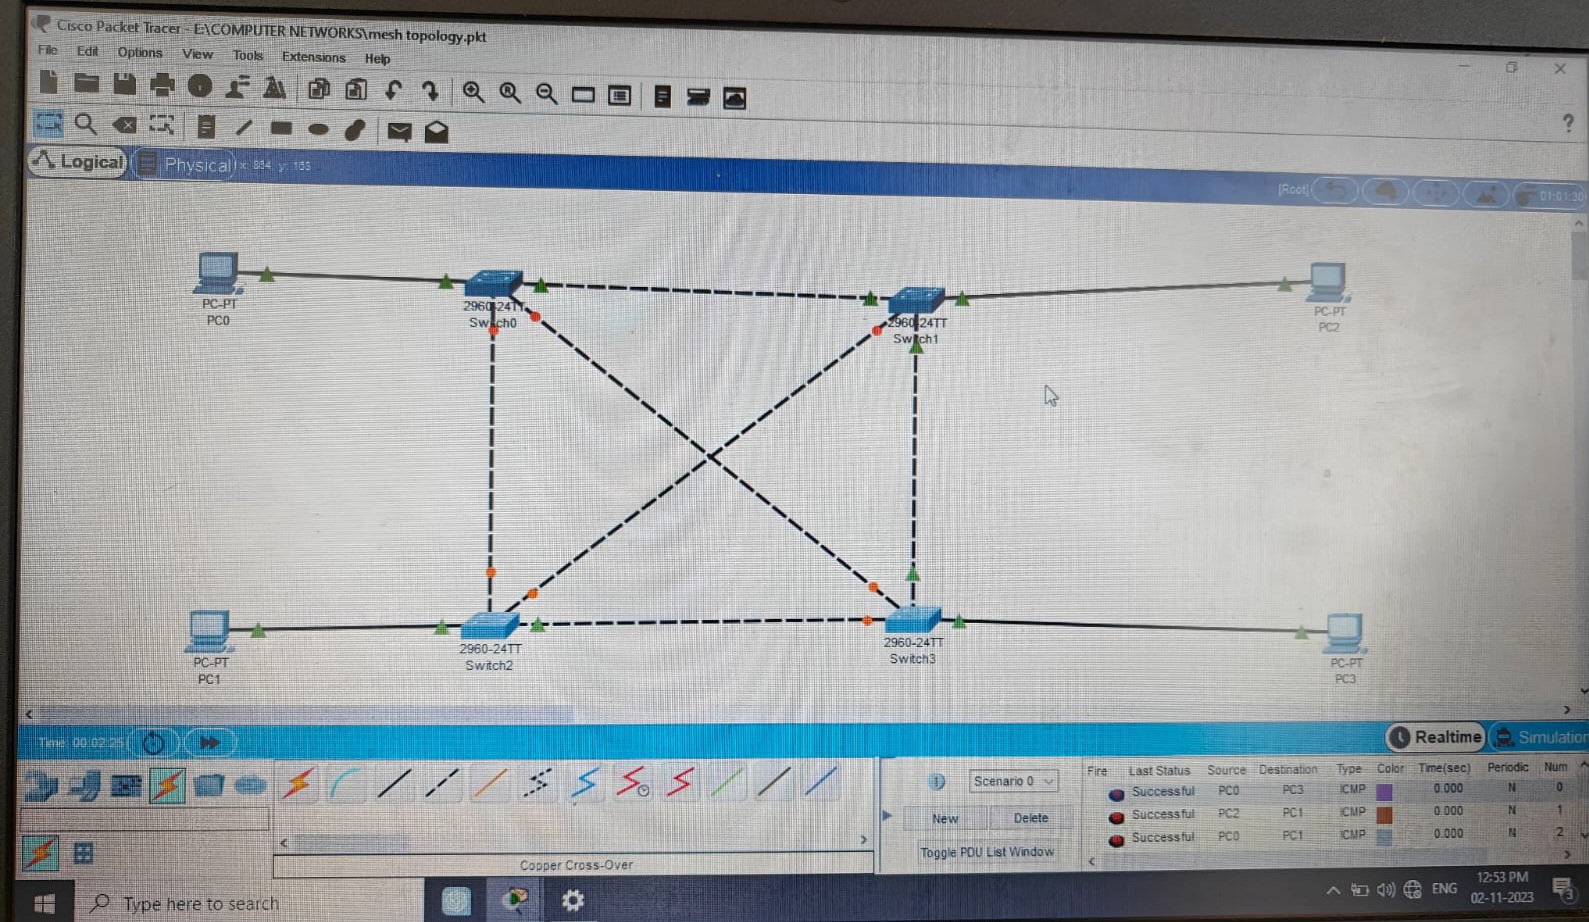 Cisco Packet Tracer - E:\COMPUTER NETWORKS\mesh topology.pkt
File Edit Options View Tools Extensions Help
?
Logical Physical x: 894 y: 163 [Root] 01:01:30
PC-PT
PC0
2960-24TT
Switch0
2960-24TT
Switch1
PC-PT
PC2
PC-PT
PC1
2960-24TT
Switch2
2960-24TT
Switch3
PC-PT
PC3
Time: 00:02:25 Realtime Simulation
Scenario 0
New Delete
Toggle PDU List Window
Fire Last Status Source Destination Type Color Time(sec) Periodic Num
Successful PC0 PC3 ICMP 0.000 N 0
Successful PC2 PC1 ICMP 0.000 N 1
Successful PC0 PC1 ICMP 0.000 N 2
Copper Cross-Over
Type here to search
ENG
12:53 PM
02-11-2023
3